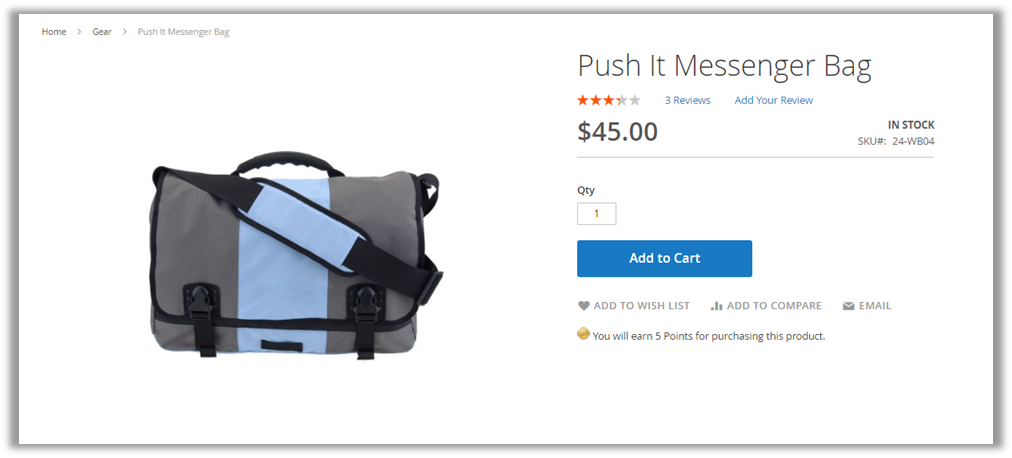 Home > Gear > Push It Messenger Bag
Push It Messenger Bag
3 Reviews Add Your Review
$45.00
IN STOCK
SKU#: 24-WB04
Qty
1
Add to Cart
ADD TO WISH LIST ADD TO COMPARE EMAIL
You will earn 5 Points for purchasing this product.